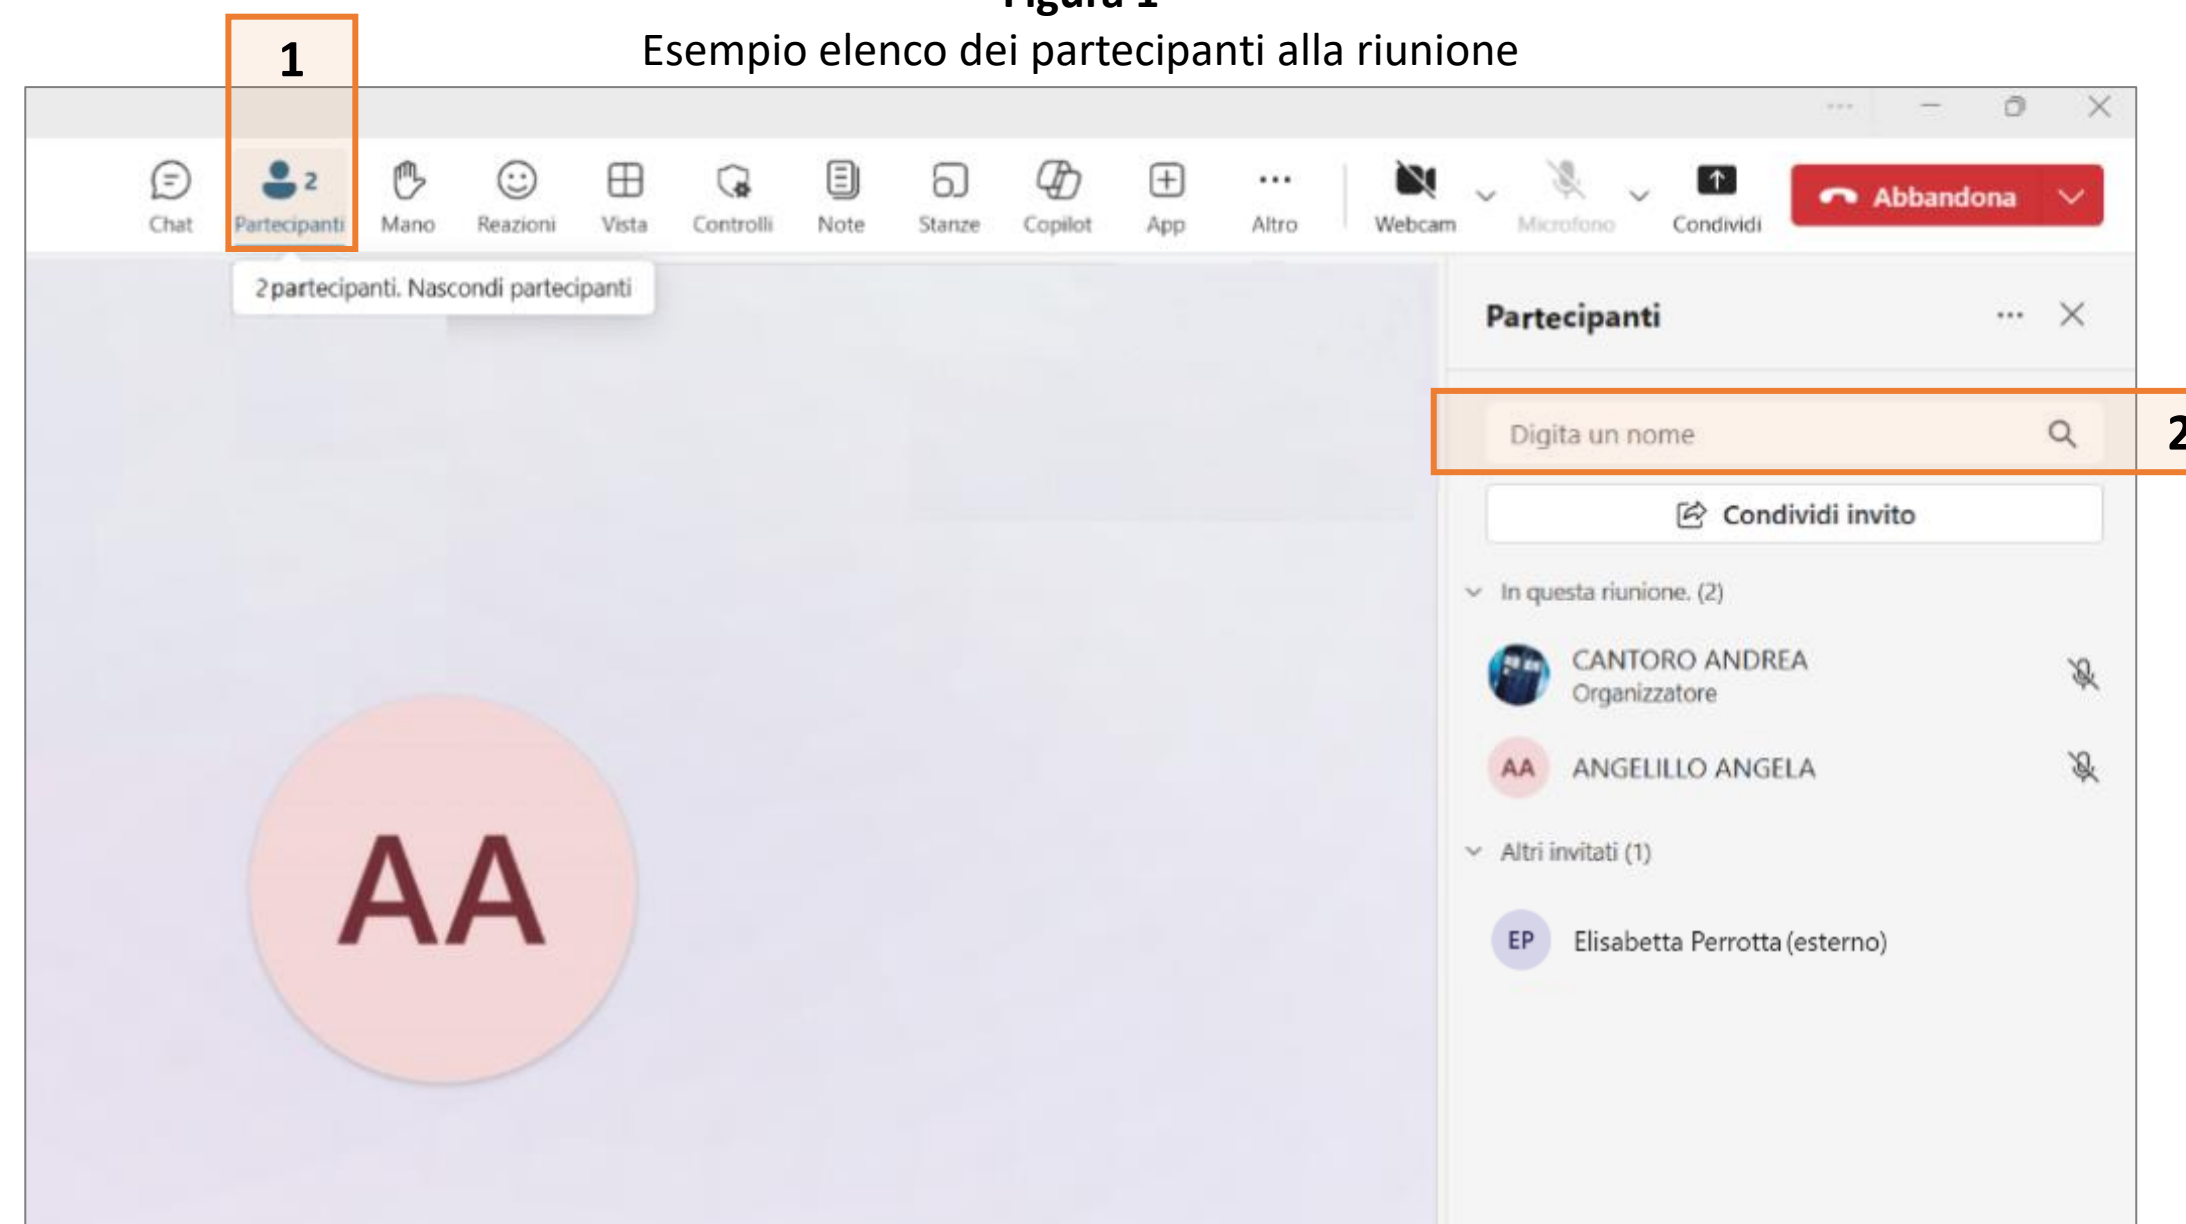 Figura 1
Esempio elenco dei partecipanti alla riunione
1
2
Chat
Partecipanti
Mano
Reazioni
Vista
Controlli
Note
Stanze
Copilot
App
Altro
Webcam
Microfono
Condividi
Abbandona
2 partecipanti. Nascondi partecipanti
Partecipanti
Digita un nome
2
Condividi invito
In questa riunione. (2)
CANTORO ANDREA
Organizzatore
AA ANGELILLO ANGELA
Altri invitati (1)
EP Elisabetta Perrotta (esterno)
AA